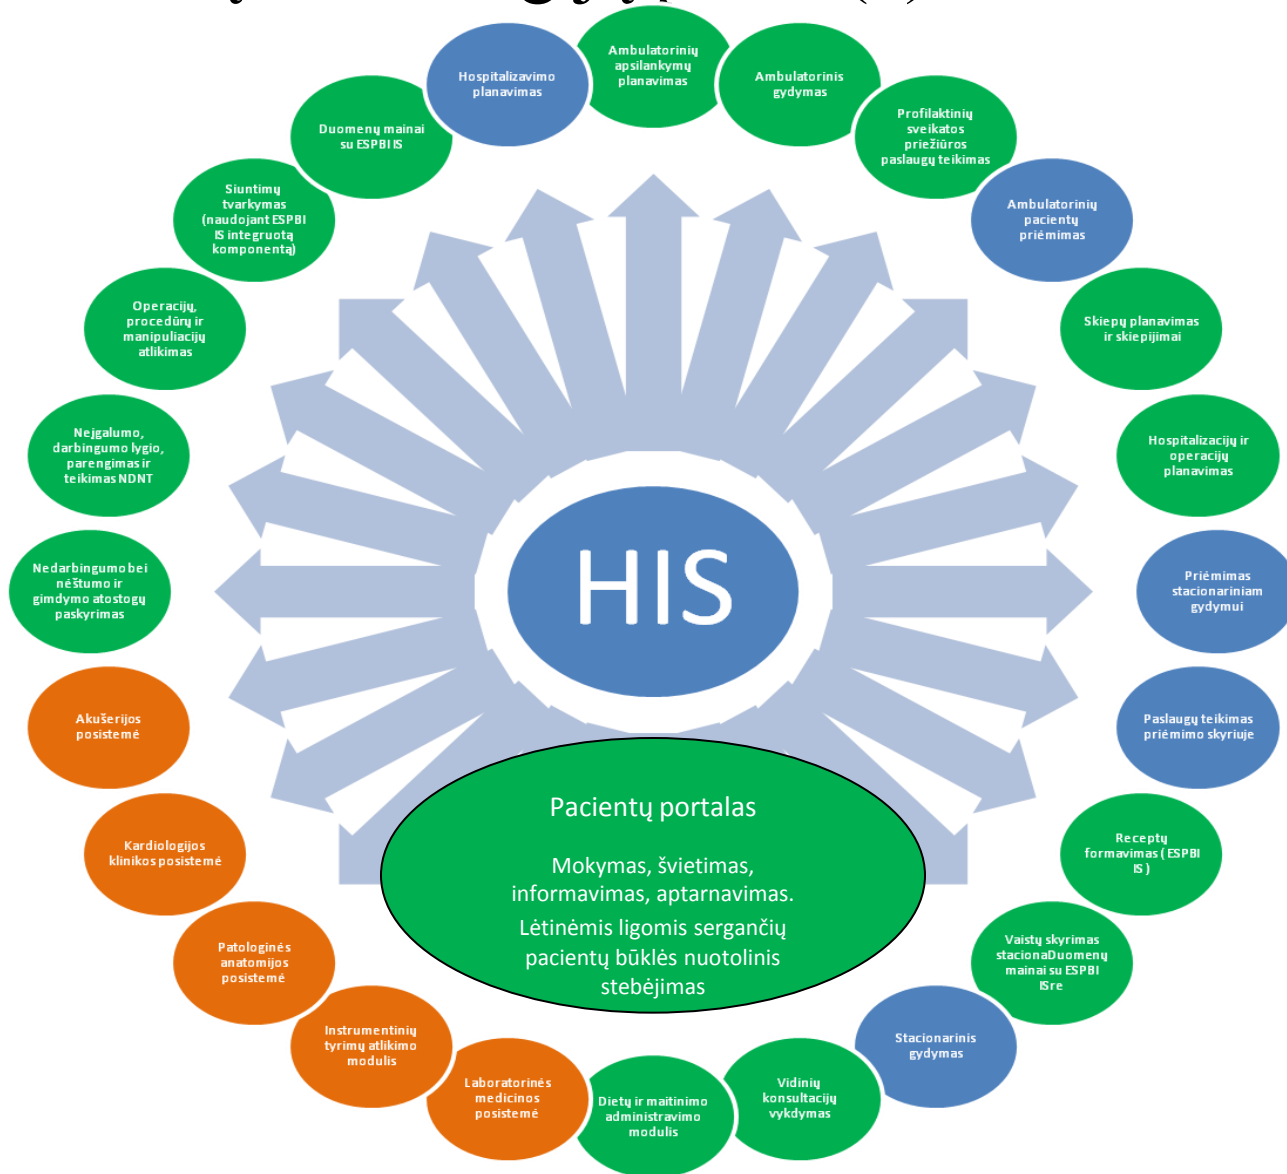 Hospitalizavimo
planavimas
Ambulatorinių
apsilankymų
planavimas
Ambulatorinis
gydymas
Profilaktinių
sveikatos
priežiūros
paslaugų teikimas
Ambulatorinių
pacientų
priėmimas
Skiepų planavimas
ir skiepijimai
Hospitalizacijų ir
operacijų
planavimas
Priėmimas
stacionariniam
gydymui
Paslaugų teikimas
priėmimo skyriuje
Receptų
formavimas ( ESPBI
IS )
Vaistų skyrimas
stacionaDuomenų
mainai su ESPBI
ISre
Stacionarinis
gydymas
Vidinių
konsultacijų
vykdymas
Dietų ir maitinimo
administravimo
modulis
Laboratorinės
medicinos
posistemė
Instrumentinių
tyrimų atlikimo
modulis
Patologinės
anatomijos
posistemė
Kardiologijos
klinikos posistemė
Akušerijos
posistemė
Nedarbingumo bei
nėštumo ir
gimdymo atostogų
paskyrimas
Neįgalumo,
darbingumo lygio,
parengimas ir
teikimas NDNT
Operacijų,
procedūrų ir
manipuliacijų
atlikimas
Siuntimų
tvarkymas
(naudojant ESPBI
IS integruotą
komponentą)
Duomenų mainai
su ESPBI IS
HIS
Pacientų portalas
Mokymas, švietimas,
informavimas, aptarnavimas.
Lėtinėmis ligomis sergančių
pacientų būklės nuotolinis
stebėjimas